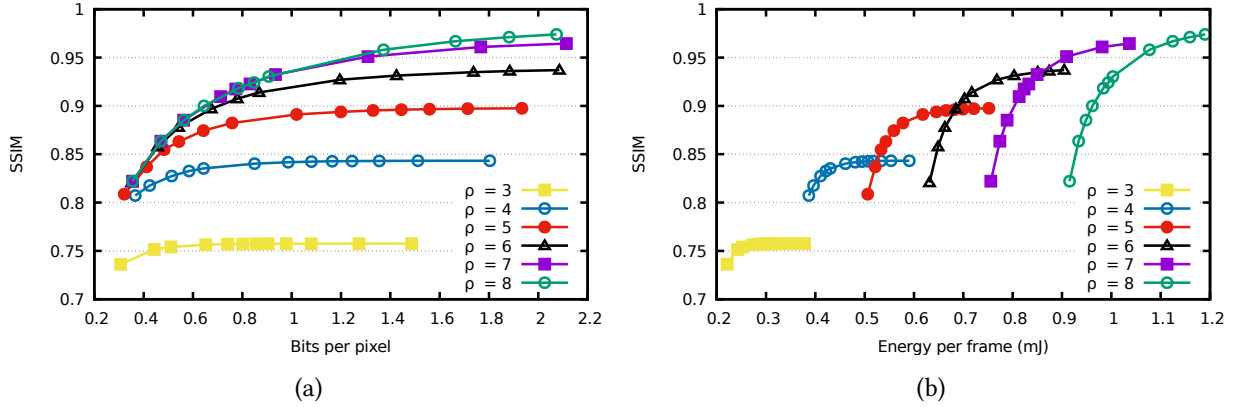 1
0.95
0.9
0.85
0.8
0.75
0.7
SSIM
0.2 0.4 0.6 0.8 1 1.2 1.4 1.6 1.8 2 2.2
Bits per pixel
ρ = 3
ρ = 4
ρ = 5
ρ = 6
ρ = 7
ρ = 8
(a)
1
0.95
0.9
0.85
0.8
0.75
0.7
SSIM
0.2 0.3 0.4 0.5 0.6 0.7 0.8 0.9 1 1.1 1.2
Energy per frame (mJ)
ρ = 3
ρ = 4
ρ = 5
ρ = 6
ρ = 7
ρ = 8
(b)